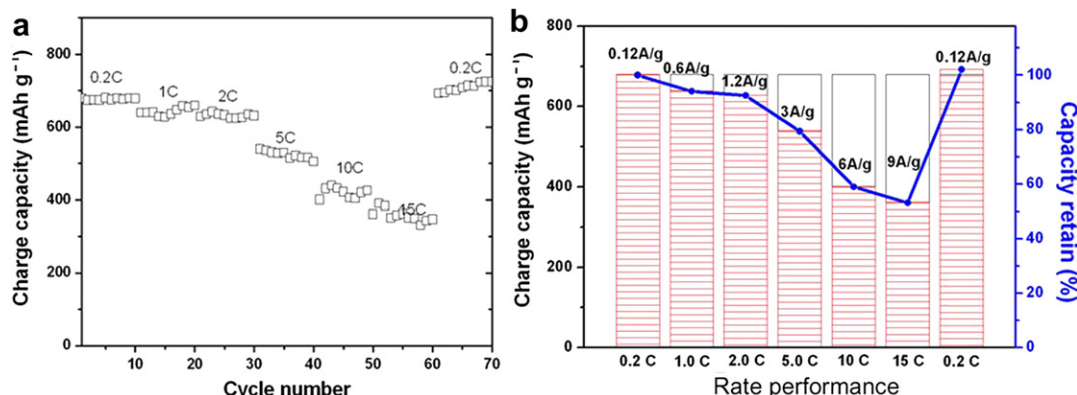 a
Charge capacity (mAh g⁻¹)
800
600
400
200
0
0.2C
1C
2C
5C
10C
15C
0.2C
10
20
30
40
50
60
70
Cycle number
b
Charge capacity (mAh g⁻¹)
800
600
400
200
0
0.12A/g
0.6A/g
1.2A/g
3A/g
6A/g
9A/g
0.12A/g
0.2 C
1.0 C
2.0 C
5.0 C
10 C
15 C
0.2 C
Rate performance
100
80
60
40
20
0
Capacity retain (%)